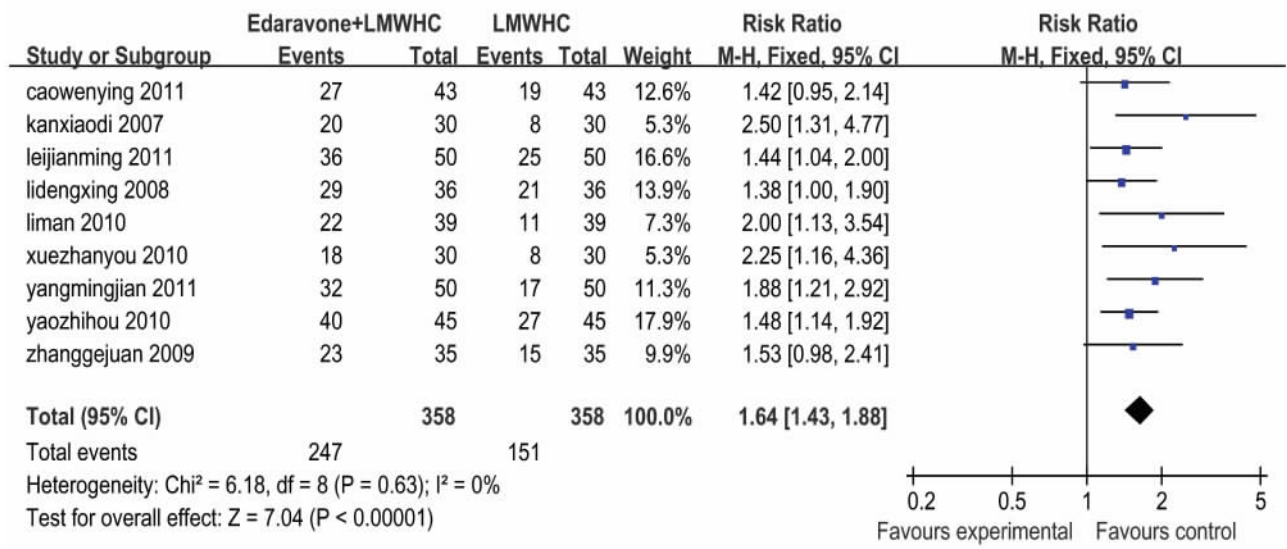 Edaravone+LMWHC LMWHC Risk Ratio Risk Ratio
Study or Subgroup Events Total Events Total Weight M-H, Fixed, 95% CI M-H, Fixed, 95% CI
caowenying 2011 27 43 19 43 12.6% 1.42 [0.95, 2.14]
kanxiaodi 2007 20 30 8 30 5.3% 2.50 [1.31, 4.77]
leijianming 2011 36 50 25 50 16.6% 1.44 [1.04, 2.00]
lidengxing 2008 29 36 21 36 13.9% 1.38 [1.00, 1.90]
liman 2010 22 39 11 39 7.3% 2.00 [1.13, 3.54]
xuezhanyou 2010 18 30 8 30 5.3% 2.25 [1.16, 4.36]
yangmingjian 2011 32 50 17 50 11.3% 1.88 [1.21, 2.92]
yaozhihou 2010 40 45 27 45 17.9% 1.48 [1.14, 1.92]
zhanggejuan 2009 23 35 15 35 9.9% 1.53 [0.98, 2.41]
Total (95% CI) 358 358 100.0% 1.64 [1.43, 1.88]
Total events 247 151
Heterogeneity: Chi² = 6.18, df = 8 (P = 0.63); I² = 0%
Test for overall effect: Z = 7.04 (P < 0.00001)
0.2 0.5 1 2 5
Favours experimental Favours control